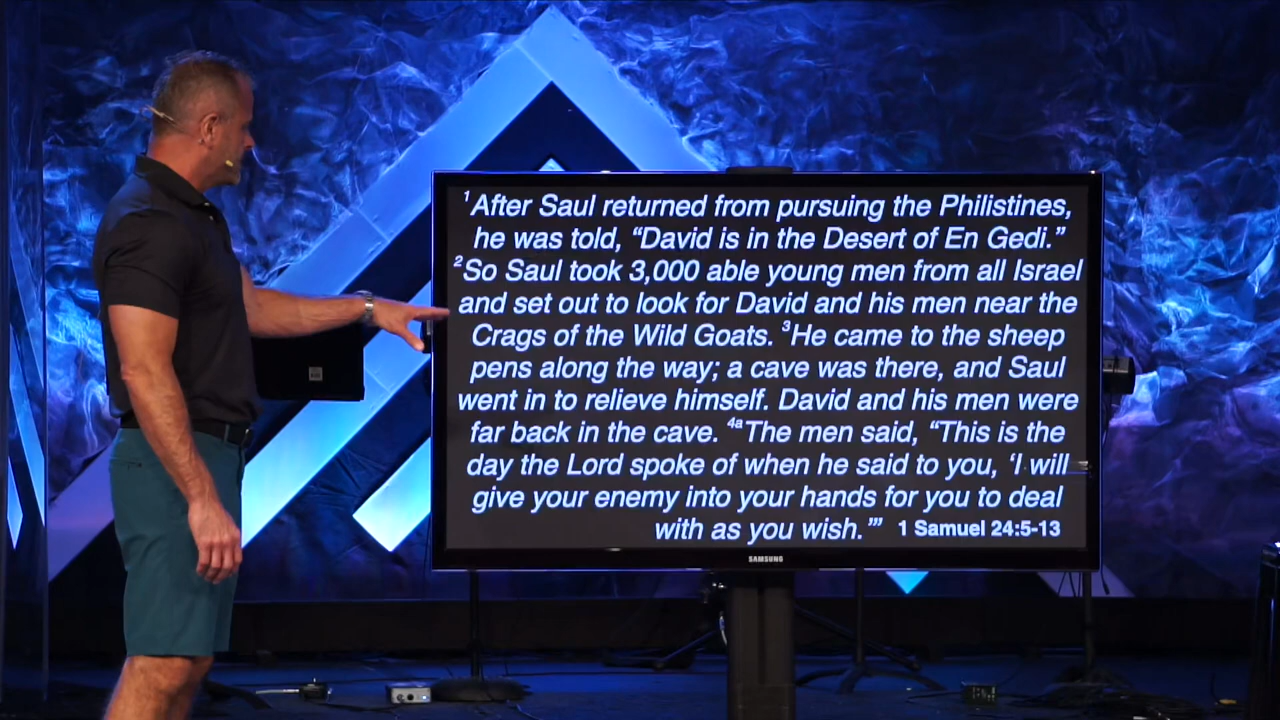 ¹After Saul returned from pursuing the Philistines,
he was told, “David is in the Desert of En Gedi.”
²So Saul took 3,000 able young men from all Israel
and set out to look for David and his men near the
Crags of the Wild Goats. ³He came to the sheep
pens along the way; a cave was there, and Saul
went in to relieve himself. David and his men were
far back in the cave. ⁴ᵃThe men said, “This is the
day the Lord spoke of when he said to you, ‘I will
give your enemy into your hands for you to deal
with as you wish.’” 1 Samuel 24:5-13
SAMSUNG